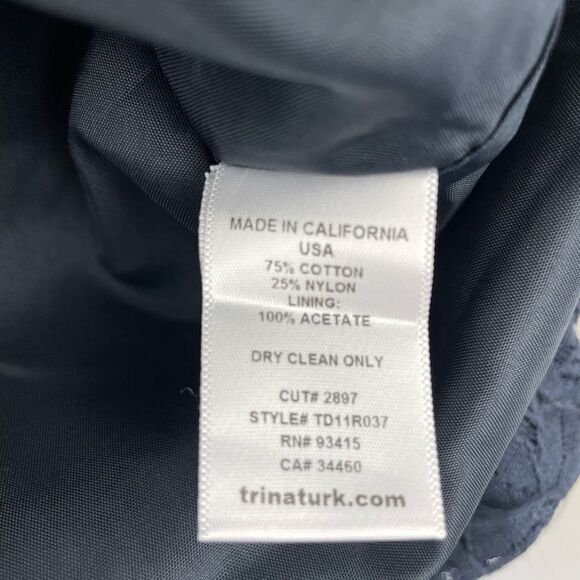 MADE IN CALIFORNIA
USA
75% COTTON
25% NYLON
LINING:
100% ACETATE
DRY CLEAN ONLY
CUT# 2897
STYLE# TD11R037
RN# 93415
CA# 34460
trinaturk.com